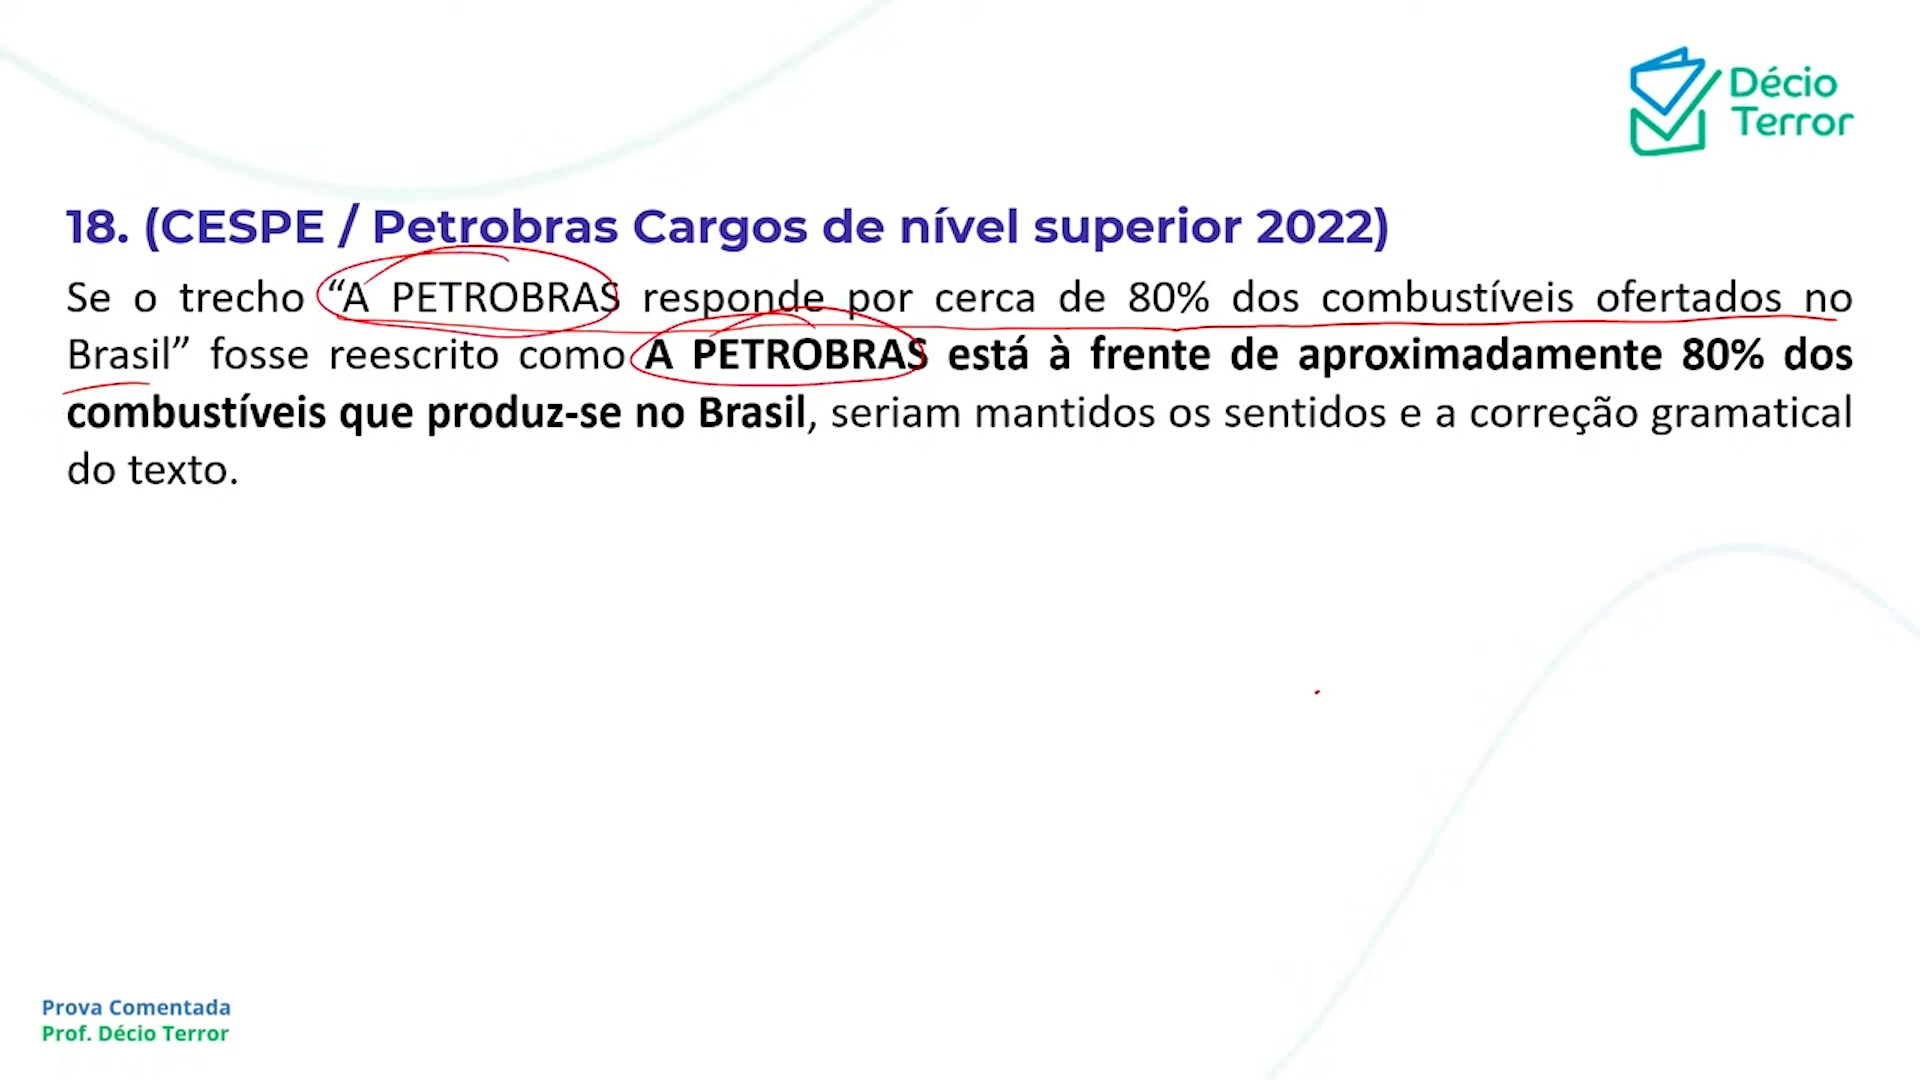 Décio
Terror
18. (CESPE / Petrobras Cargos de nível superior 2022)
Se o trecho “A PETROBRAS responde por cerca de 80% dos combustíveis ofertados no
Brasil” fosse reescrito como A PETROBRAS está à frente de aproximadamente 80% dos
combustíveis que produz-se no Brasil, seriam mantidos os sentidos e a correção gramatical
do texto.
Prova Comentada
Prof. Décio Terror